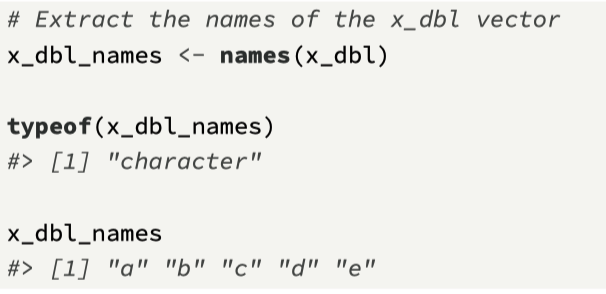 # Extract the names of the x_dbl vector
x_dbl_names <- names(x_dbl)
typeof(x_dbl_names)
#> [1] "character"
x_dbl_names
#> [1] "a" "b" "c" "d" "e"